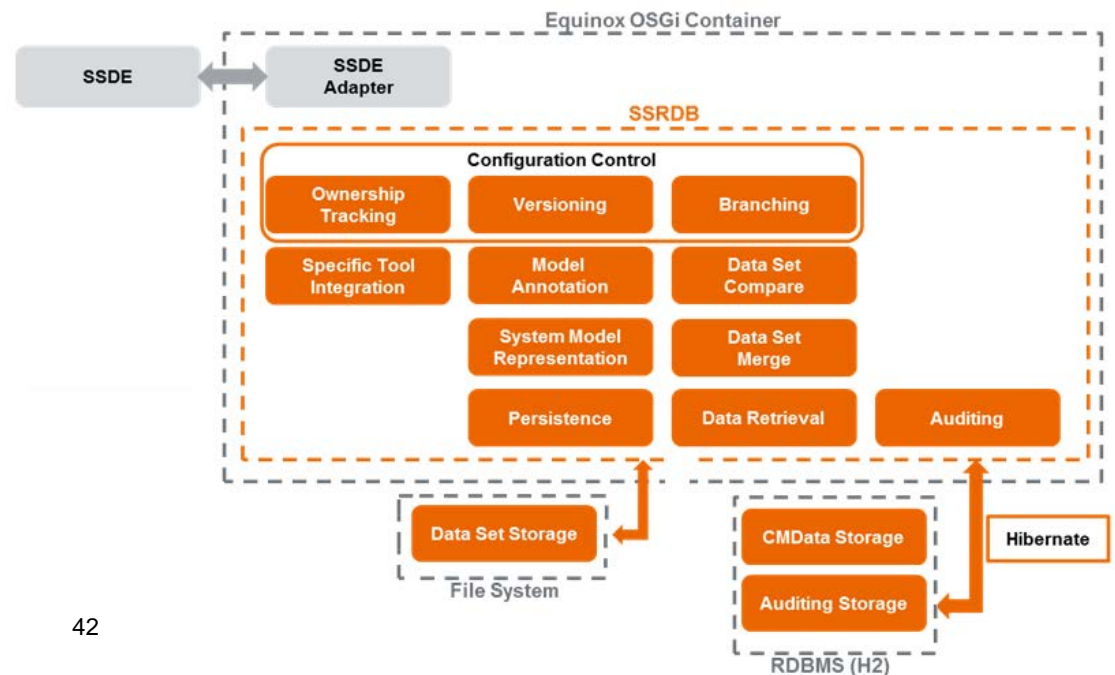 Equinox OSGi Container
SSDE
SSDE
Adapter
SSRDB
Configuration Control
Ownership
Tracking
Versioning
Branching
Specific Tool
Integration
Model
Annotation
Data Set
Compare
System Model
Representation
Data Set
Merge
Persistence
Data Retrieval
Auditing
Data Set Storage
File System
CMData Storage
Auditing Storage
RDBMS (H2)
Hibernate
42